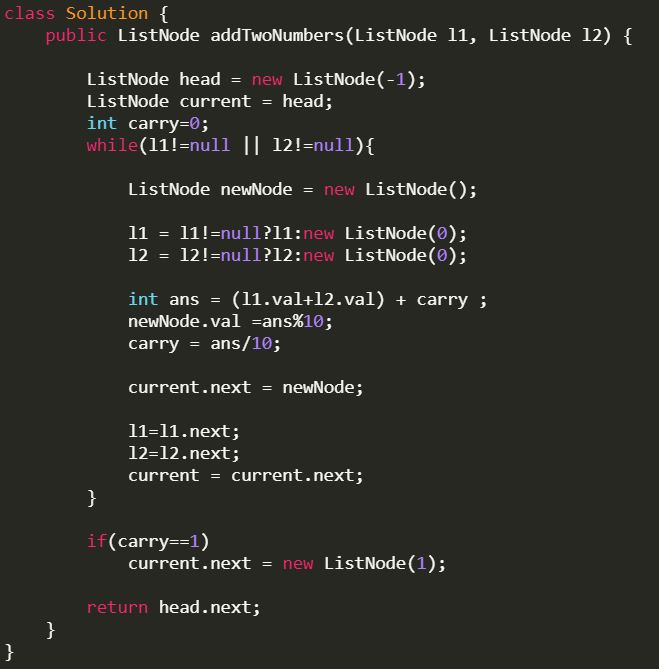 class Solution {
    public ListNode addTwoNumbers(ListNode l1, ListNode l2) {

        ListNode head = new ListNode(-1);
        ListNode current = head;
        int carry=0;
        while(l1!=null || l2!=null){

            ListNode newNode = new ListNode();

            l1 = l1!=null?l1:new ListNode(0);
            l2 = l2!=null?l2:new ListNode(0);

            int ans = (l1.val+l2.val) + carry ;
            newNode.val =ans%10;
            carry = ans/10;

            current.next = newNode;

            l1=l1.next;
            l2=l2.next;
            current = current.next;
        }

        if(carry==1)
            current.next = new ListNode(1);

        return head.next;
    }
}